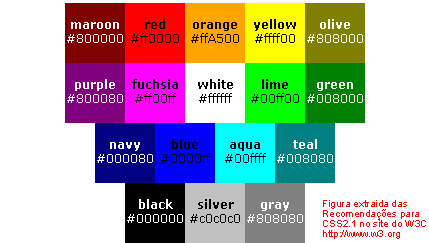 maroon red orange yellow olive
#800000 #ff0000 #ffA500 #ffff00 #808000
purple fuchsia white lime green
#800080 #ff00ff #ffffff #00ff00 #008000
navy blue aqua teal
#000080 #0000ff #00ffff #008080
black silver gray
#000000 #c0c0c0 #808080
Figura extraida das
Recomendações para
CSS2.1 no site do W3C
http://www.w3.org